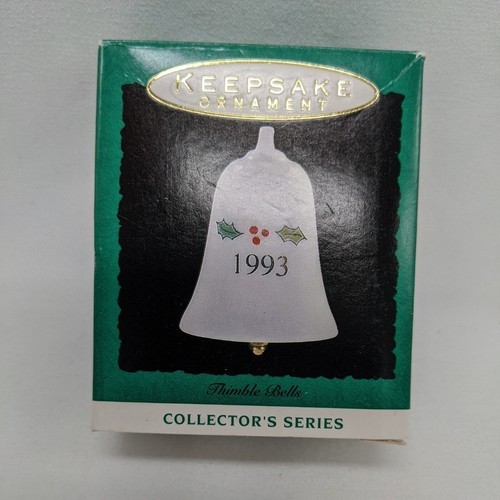 KEEPSAKE
ORNAMENT
1993
Thimble Bells
COLLECTOR'S SERIES